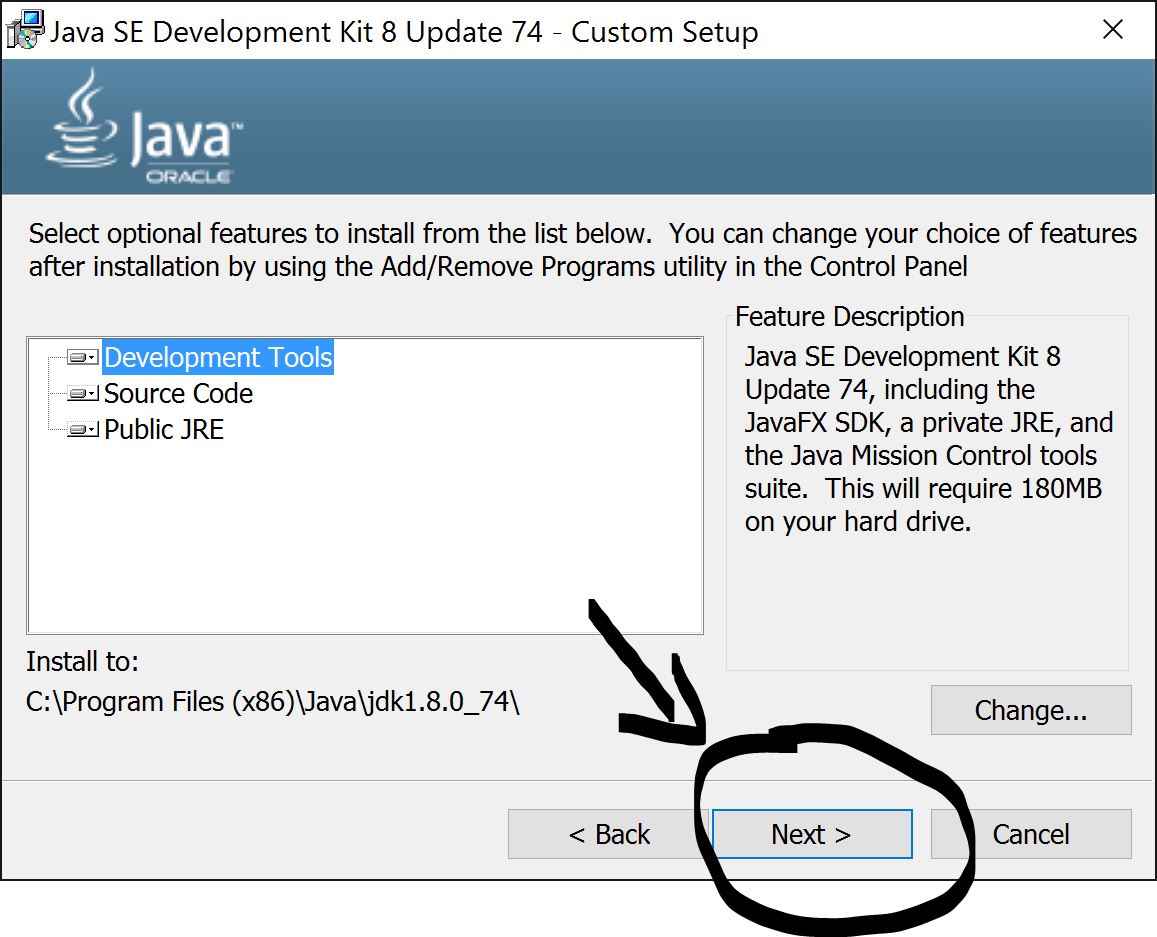 Java SE Development Kit 8 Update 74 - Custom Setup
Java™
ORACLE
Select optional features to install from the list below.  You can change your choice of features
after installation by using the Add/Remove Programs utility in the Control Panel
Development Tools
Source Code
Public JRE
Feature Description
Java SE Development Kit 8
Update 74, including the
JavaFX SDK, a private JRE, and
the Java Mission Control tools
suite.  This will require 180MB
on your hard drive.
Install to:
C:\Program Files (x86)\Java\jdk1.8.0_74\
Change...
< Back
Next >
Cancel